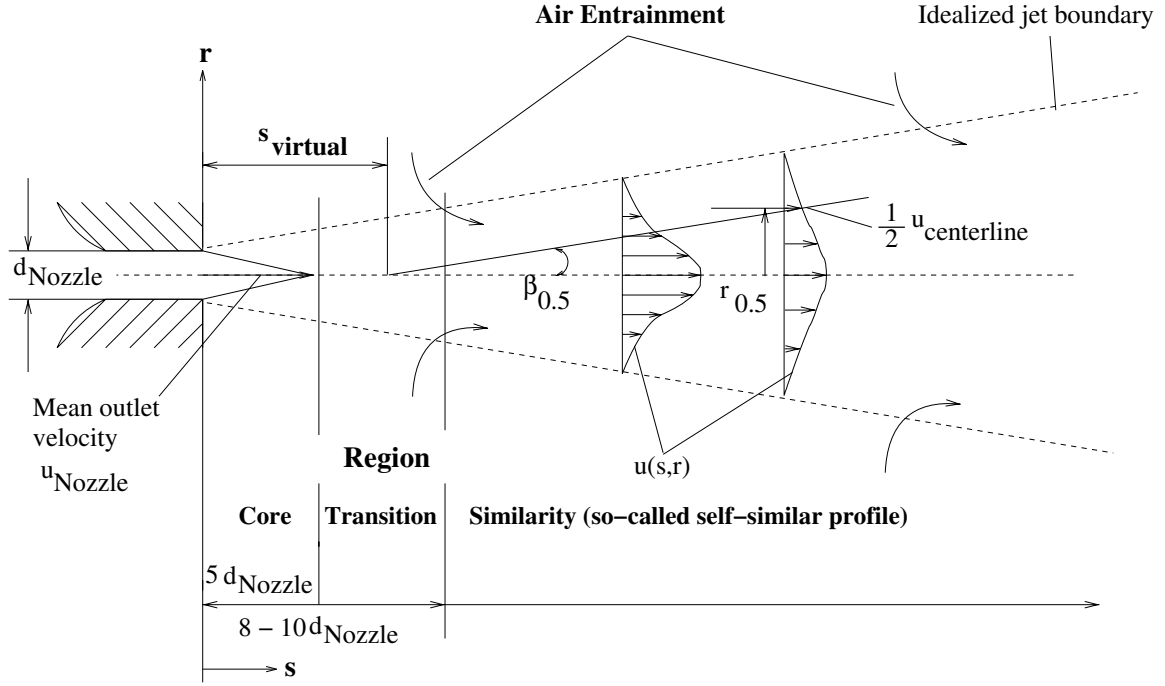 Air Entrainment
Idealized jet boundary
r
s virtual
d Nozzle
β 0.5
r 0.5
1/2 u centerline
Mean outlet
velocity
u Nozzle
Region
u(s,r)
Core
Transition
Similarity (so−called self−similar profile)
5 d Nozzle
8 − 10 d Nozzle
s